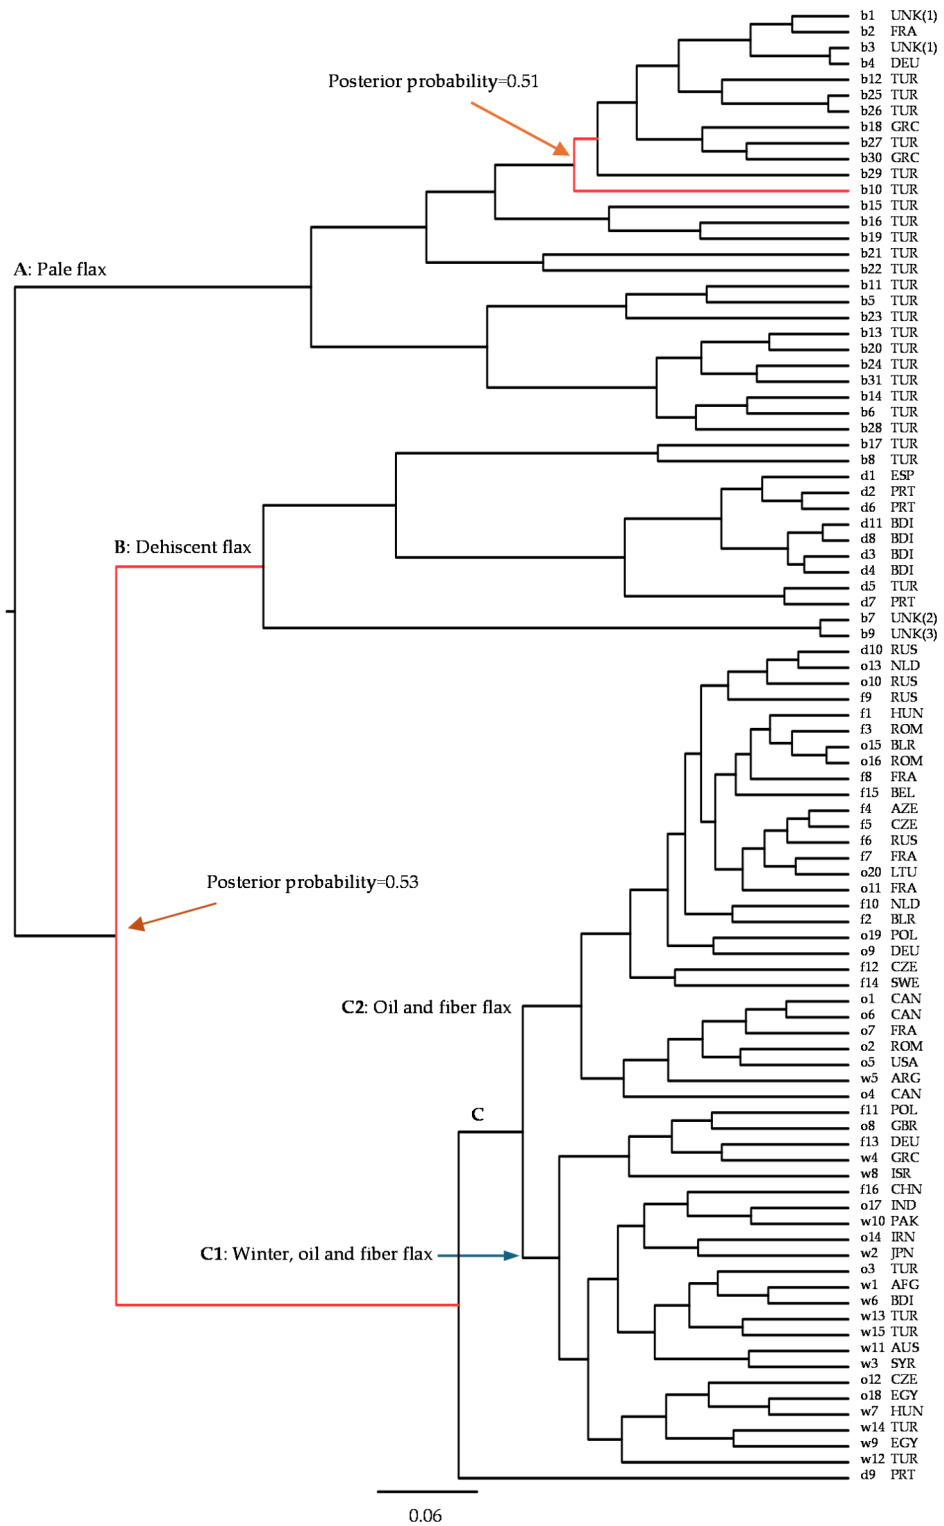 b1 UNK(1)
b2 FRA
b3 UNK(1)
b4 DEU
b12 TUR
Posterior probability=0.51
b25 TUR
b26 TUR
b18 GRC
b27 TUR
b30 GRC
b29 TUR
b10 TUR
b15 TUR
b16 TUR
b19 TUR
b21 TUR
A: Pale flax
b22 TUR
b11 TUR
b5 TUR
b23 TUR
b13 TUR
b20 TUR
b24 TUR
b31 TUR
b14 TUR
b6 TUR
b28 TUR
b17 TUR
b8 TUR
d1 ESP
d2 PRT
d6 PRT
d11 BDI
d8 BDI
B: Dehiscent flax
d3 BDI
d4 BDI
d5 TUR
d7 PRT
b7 UNK(2)
b9 UNK(3)
d10 RUS
o13 NLD
o10 RUS
f9 RUS
f1 HUN
f3 ROM
o15 BLR
o16 ROM
f8 FRA
f15 BEL
f4 AZE
f5 CZE
f6 RUS
f7 FRA
o20 LTU
Posterior probability=0.53
o11 FRA
f10 NLD
f2 BLR
o19 POL
o9 DEU
f12 CZE
f14 SWE
o1 CAN
C2: Oil and fiber flax
o6 CAN
o7 FRA
o2 ROM
o5 USA
w5 ARG
o4 CAN
f11 POL
C
o8 GBR
f13 DEU
w4 GRC
w8 ISR
f16 CHN
o17 IND
w10 PAK
o14 IRN
C1: Winter, oil and fiber flax
w2 JPN
o3 TUR
w1 AFG
w6 BDI
w13 TUR
w15 TUR
w11 AUS
w3 SYR
o12 CZE
o18 EGY
w7 HUN
w14 TUR
w9 EGY
w12 TUR
d9 PRT
0.06